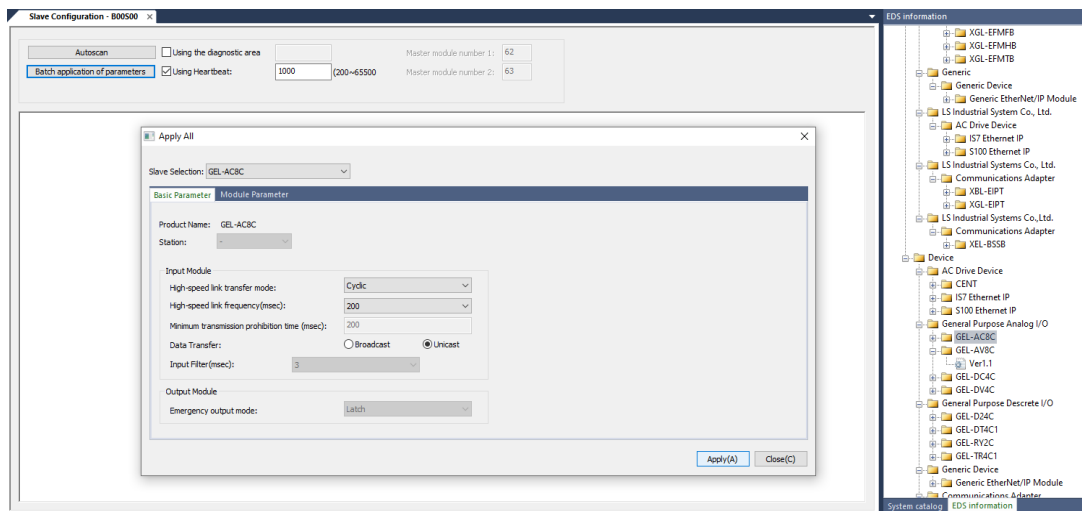 Slave Configuration - B00S00
EDS information
Autoscan
Using the diagnostic area
Master module number 1: 62
Batch application of parameters
Using Heartbeat: 1000 (200~65500
Master module number 2: 63
Apply All
Slave Selection: GEL-AC8C
Basic Parameter Module Parameter
Product Name: GEL-AC8C
Station: -
Input Module
High-speed link transfer mode: Cyclic
High-speed link frequency(msec): 200
Minimum transmission prohibition time (msec): 200
Data Transfer: Broadcast Unicast
Input Filter(msec): 3
Output Module
Emergency output mode: Latch
Apply(A) Close(C)
XGL-EFMFB
XGL-EFMHB
XGL-EFMTB
Generic
Generic Device
Generic EtherNet/IP Module
LS Industrial System Co., Ltd.
AC Drive Device
IS7 Ethernet IP
S100 Ethernet IP
LS Industrial Systems Co., Ltd.
Communications Adapter
XBL-EIPT
XGL-EIPT
LS Industrial Systems Co.,Ltd.
Communications Adapter
XEL-BSSB
Device
AC Drive Device
CENT
IS7 Ethernet IP
S100 Ethernet IP
General Purpose Analog I/O
GEL-AC8C
GEL-AV8C
Ver1.1
GEL-DC4C
GEL-DV4C
General Purpose Descrete I/O
GEL-D24C
GEL-DT4C1
GEL-RY2C
GEL-TR4C1
Generic Device
Generic EtherNet/IP Module
Communications Adapter
System catalog EDS information